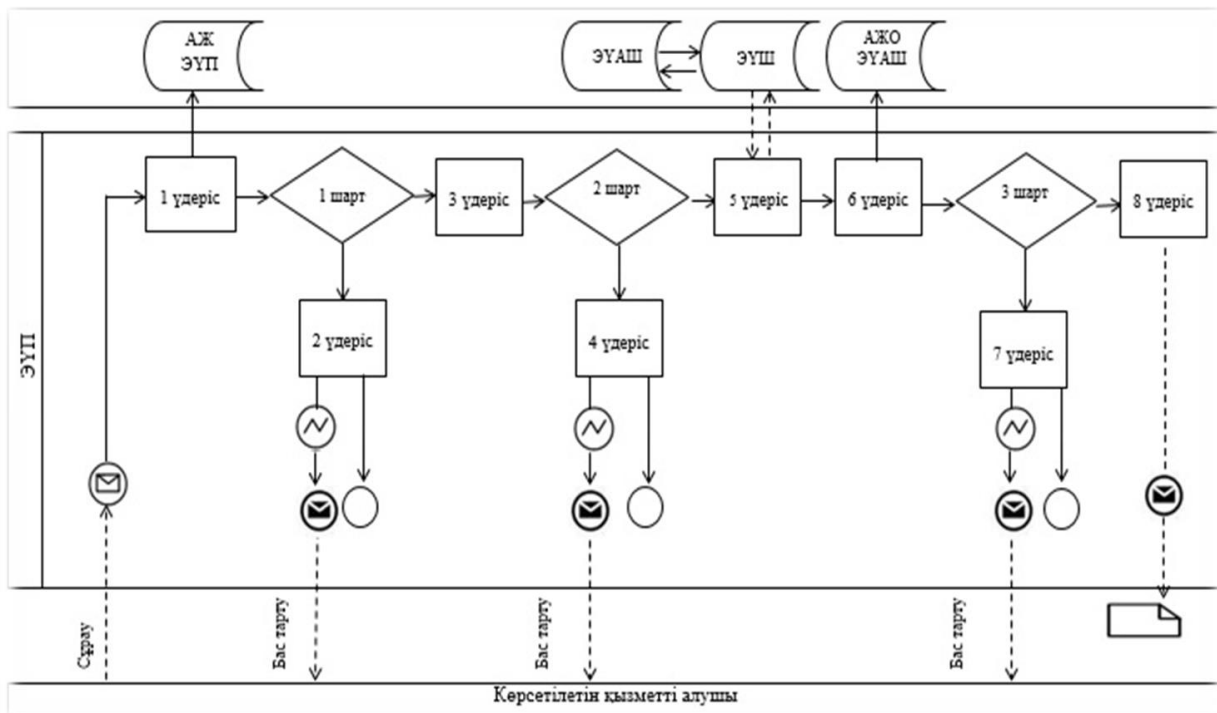 АЖ
ЭҮП
ЭҮАШ
ЭҮШ
АЖО
ЭҮАШ
1 үдеріс
1 шарт
3 үдеріс
2 шарт
5 үдеріс
6 үдеріс
3 шарт
8 үдеріс
2 үдеріс
4 үдеріс
7 үдеріс
ЭҮП
Сұрау
Бас тарту
Бас тарту
Бас тарту
Көрсетілетін қызметті алушы